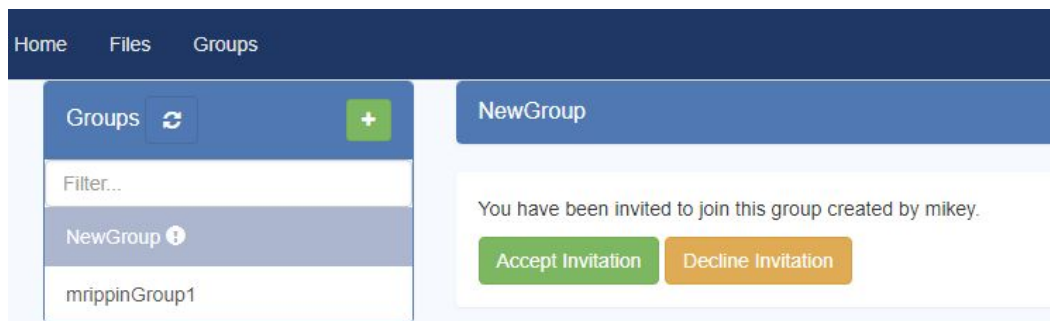 Home Files Groups
Groups
NewGroup
Filter...
NewGroup
mrippinGroup1
You have been invited to join this group created by mikey.
Accept Invitation Decline Invitation